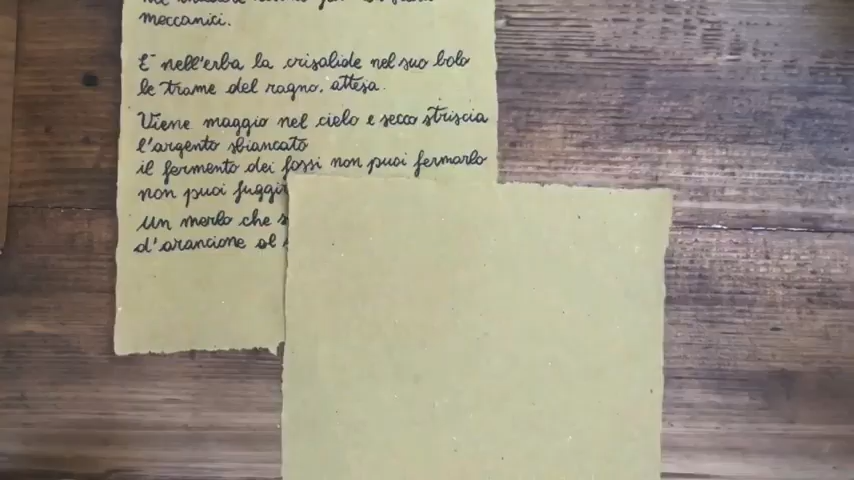 meccanici.
E' nell'erba la crisalide nel suo bolo
le trame del ragno, attesa.
Viene maggio nel cielo e secco striscia
l'argento sbiancato
il fermento dei fossi non puoi fermarlo
non puoi
un merlo che
d'arancione al